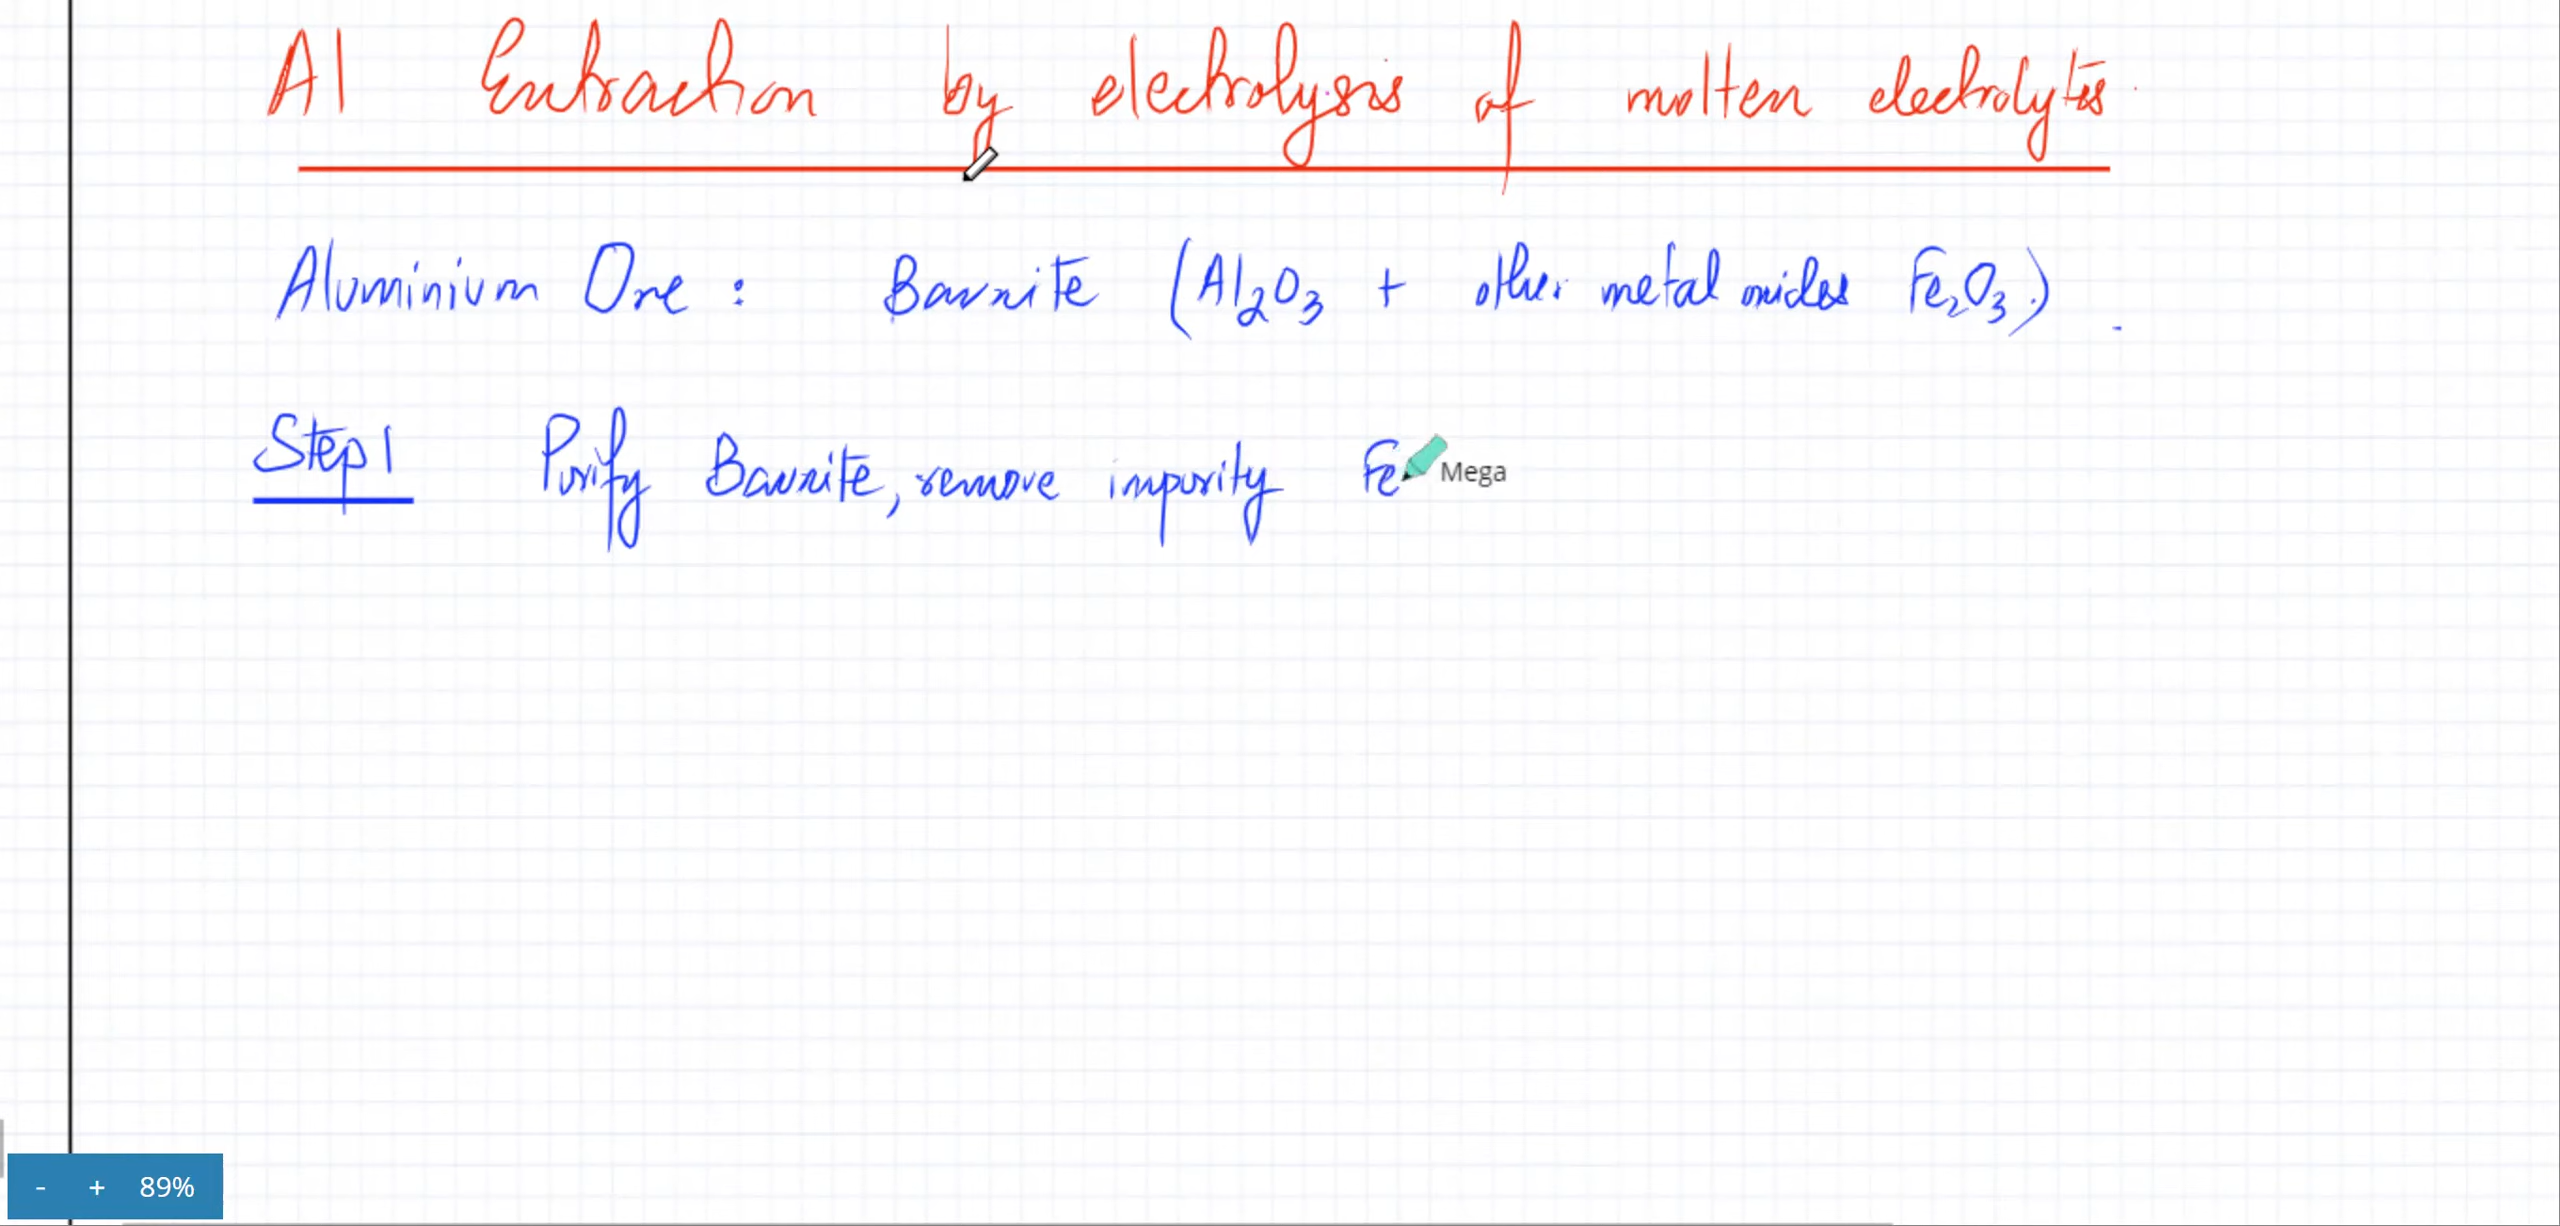 Al Extraction by electrolysis of molten electrolytes.
Aluminium Ore : Bauxite (Al₂O₃ + other metal oxides Fe₂O₃)
Step 1 Purify Bauxite, remove impurity Fe
Mega
- + 89%